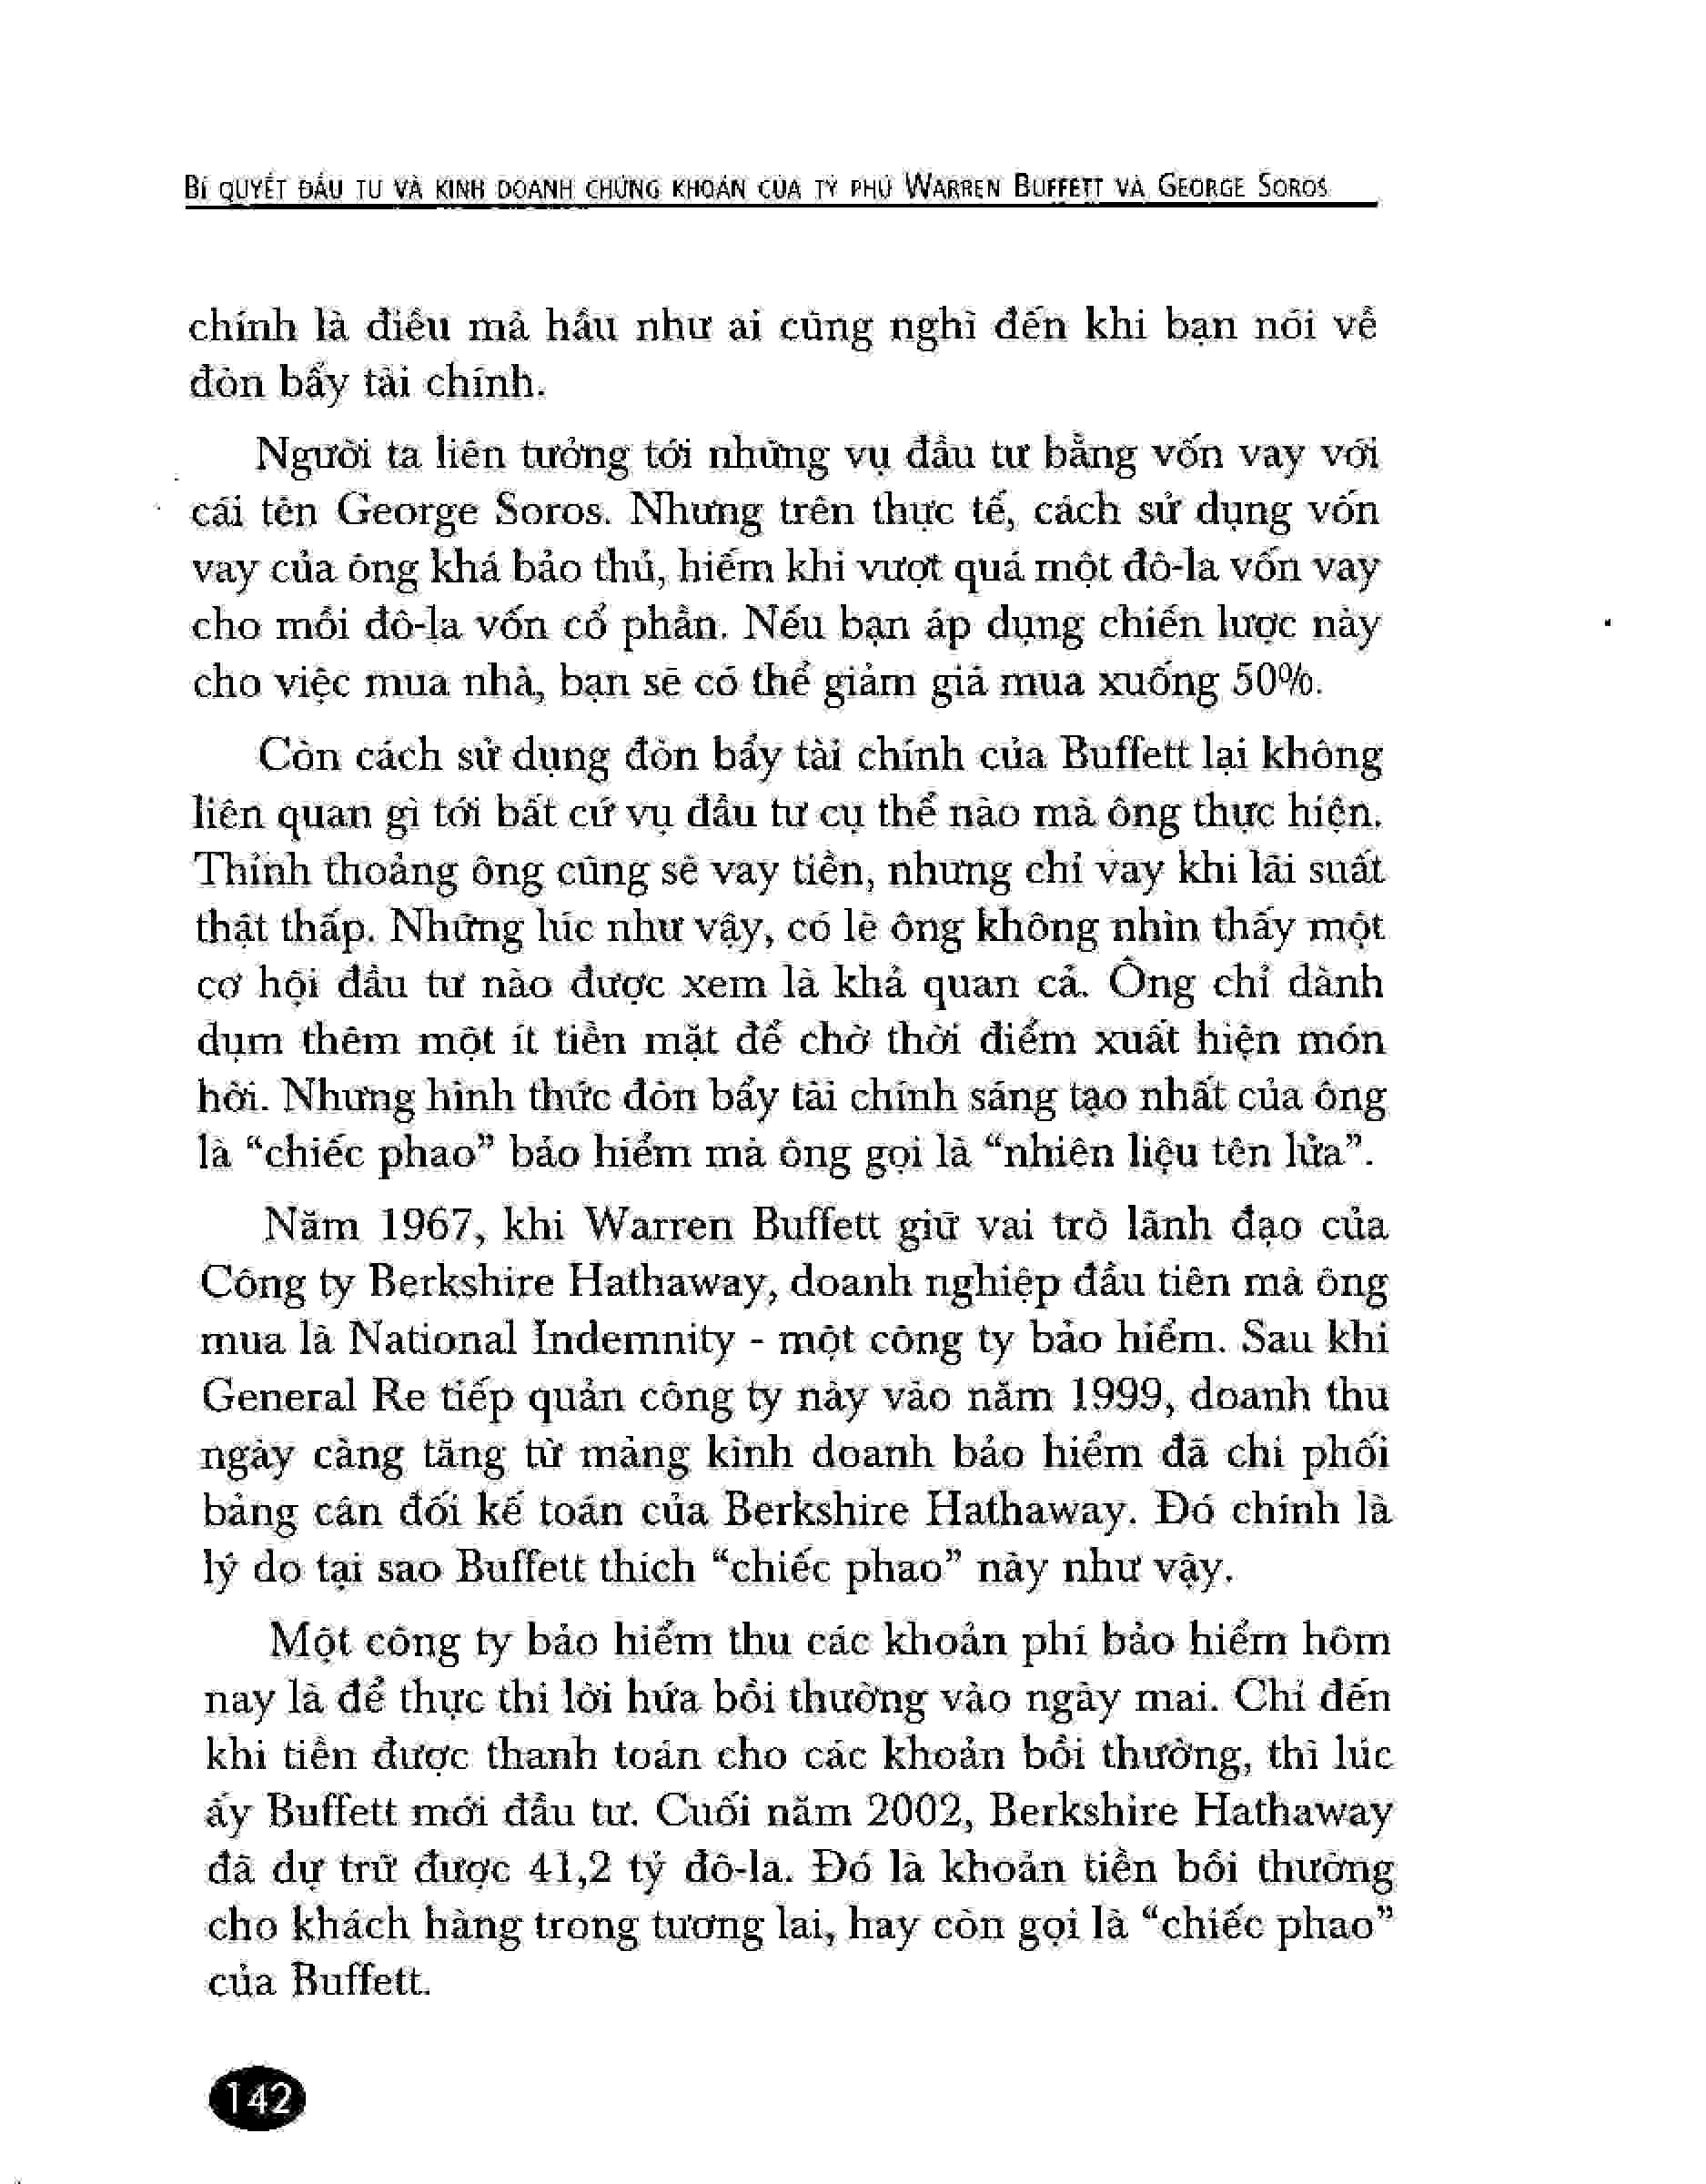 BÍ QUYẾT ĐẦU TƯ VÀ KINH DOANH CHỨNG KHOÁN CỦA TỶ PHÚ WARREN BUFFETT VÀ GEORGE SOROS
chính là điều mà hầu như ai cũng nghĩ đến khi bạn nói về
đòn bẩy tài chính.
Người ta liên tưởng tới những vụ đầu tư bằng vốn vay với
cái tên George Soros. Nhưng trên thực tế, cách sử dụng vốn
vay của ông khá bảo thủ, hiếm khi vượt quá một đô-la vốn vay
cho mỗi đô-la vốn cổ phần. Nếu bạn áp dụng chiến lược này
cho việc mua nhà, bạn sẽ có thể giảm giá mua xuống 50%.
Còn cách sử dụng đòn bẩy tài chính của Buffett lại không
liên quan gì tới bất cứ vụ đầu tư cụ thể nào mà ông thực hiện.
Thỉnh thoảng ông cũng sẽ vay tiền, nhưng chỉ vay khi lãi suất
thật thấp. Những lúc như vậy, có lẽ ông không nhìn thấy một
cơ hội đầu tư nào được xem là khả quan cả. Ông chỉ dành
dụm thêm một ít tiền mặt để chờ thời điểm xuất hiện món
hời. Nhưng hình thức đòn bẩy tài chính sáng tạo nhất của ông
là “chiếc phao” bảo hiểm mà ông gọi là “nhiên liệu tên lửa”.
Năm 1967, khi Warren Buffett giữ vai trò lãnh đạo của
Công ty Berkshire Hathaway, doanh nghiệp đầu tiên mà ông
mua là National Indemnity - một công ty bảo hiểm. Sau khi
General Re tiếp quản công ty này vào năm 1999, doanh thu
ngày càng tăng từ mảng kinh doanh bảo hiểm đã chi phối
bảng cân đối kế toán của Berkshire Hathaway. Đó chính là
lý do tại sao Buffett thích “chiếc phao” này như vậy.
Một công ty bảo hiểm thu các khoản phí bảo hiểm hôm
nay là để thực thi lời hứa bồi thường vào ngày mai. Chỉ đến
khi tiền được thanh toán cho các khoản bồi thường, thì lúc
ấy Buffett mới đầu tư. Cuối năm 2002, Berkshire Hathaway
đã dự trữ được 41,2 tỷ đô-la. Đó là khoản tiền bồi thường
cho khách hàng trong tương lai, hay còn gọi là “chiếc phao”
của Buffett.
142